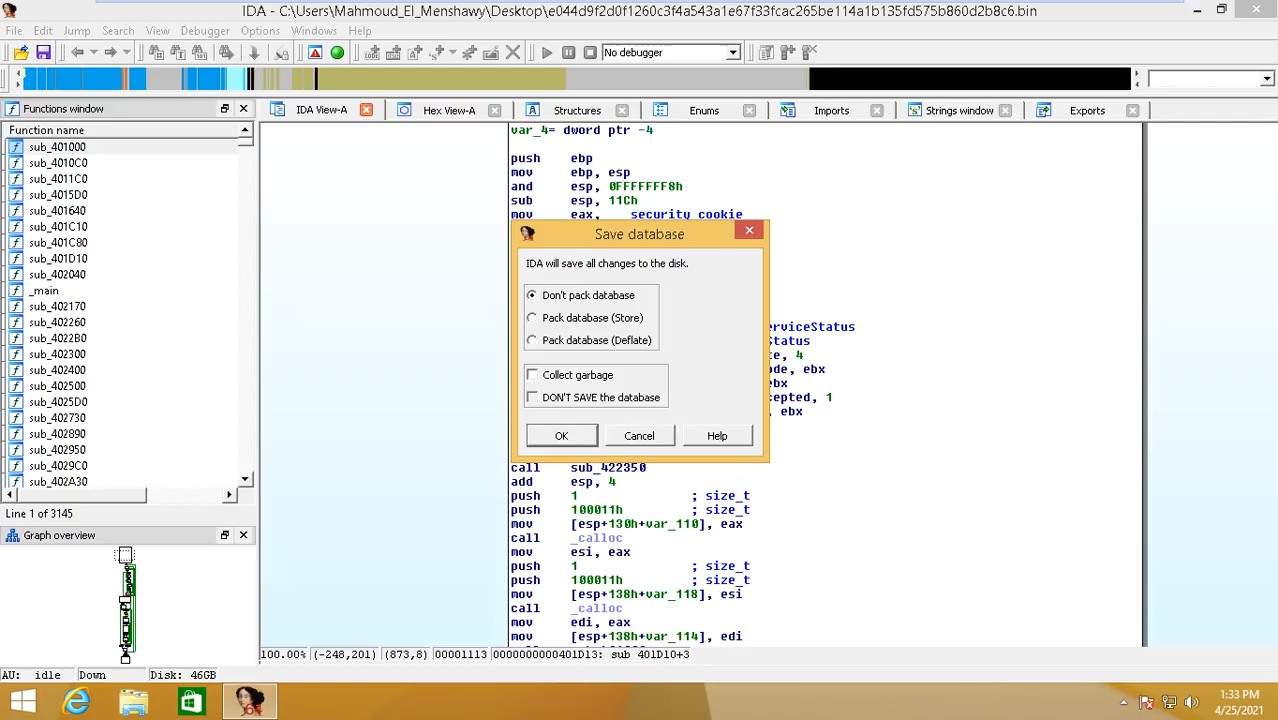 IDA - C:\Users\Mahmoud_El_Menshawy\Desktop\e044d9f2d0f1260c3f4a543a1e67f33fcac265be114a1b135fd575b860d2b8c6.bin
File Edit Jump Search View Debugger Options Windows Help
No debugger
Functions window
IDA View-A
Hex View-A
Structures
Enums
Imports
Strings window
Exports
Function name
sub_401000
sub_4010C0
sub_4011C0
sub_4015D0
sub_401640
sub_401C10
sub_401C80
sub_401D10
sub_402040
_main
sub_402170
sub_402260
sub_4022B0
sub_402300
sub_402400
sub_402500
sub_4025D0
sub_402730
sub_402890
sub_402950
sub_4029C0
sub_402A30
Line 1 of 3145
Graph overview
var_4= dword ptr -4
push ebp
mov ebp, esp
and esp, 0FFFFFFF8h
sub esp, 11Ch
mov eax, security_cookie
Save database
IDA will save all changes to the disk.
Don't pack database
Pack database (Store)
Pack database (Deflate)
Collect garbage
DON'T SAVE the database
OK Cancel Help
erviceStatus
Status
te, 4
ode, ebx
ebx
cepted, 1
, ebx
call sub_422350
add esp, 4
push 1 ; size_t
push 100011h ; size_t
mov [esp+130h+var_110], eax
call _calloc
mov esi, eax
push 1 ; size_t
push 100011h ; size_t
mov [esp+138h+var_118], esi
call _calloc
mov edi, eax
mov [esp+138h+var_114], edi
100.00% (-248,201) (873,8) 00001113 0000000000401D13: sub_401D10+3
AU: idle Down Disk: 46GB
64
1:33 PM
4/25/2021